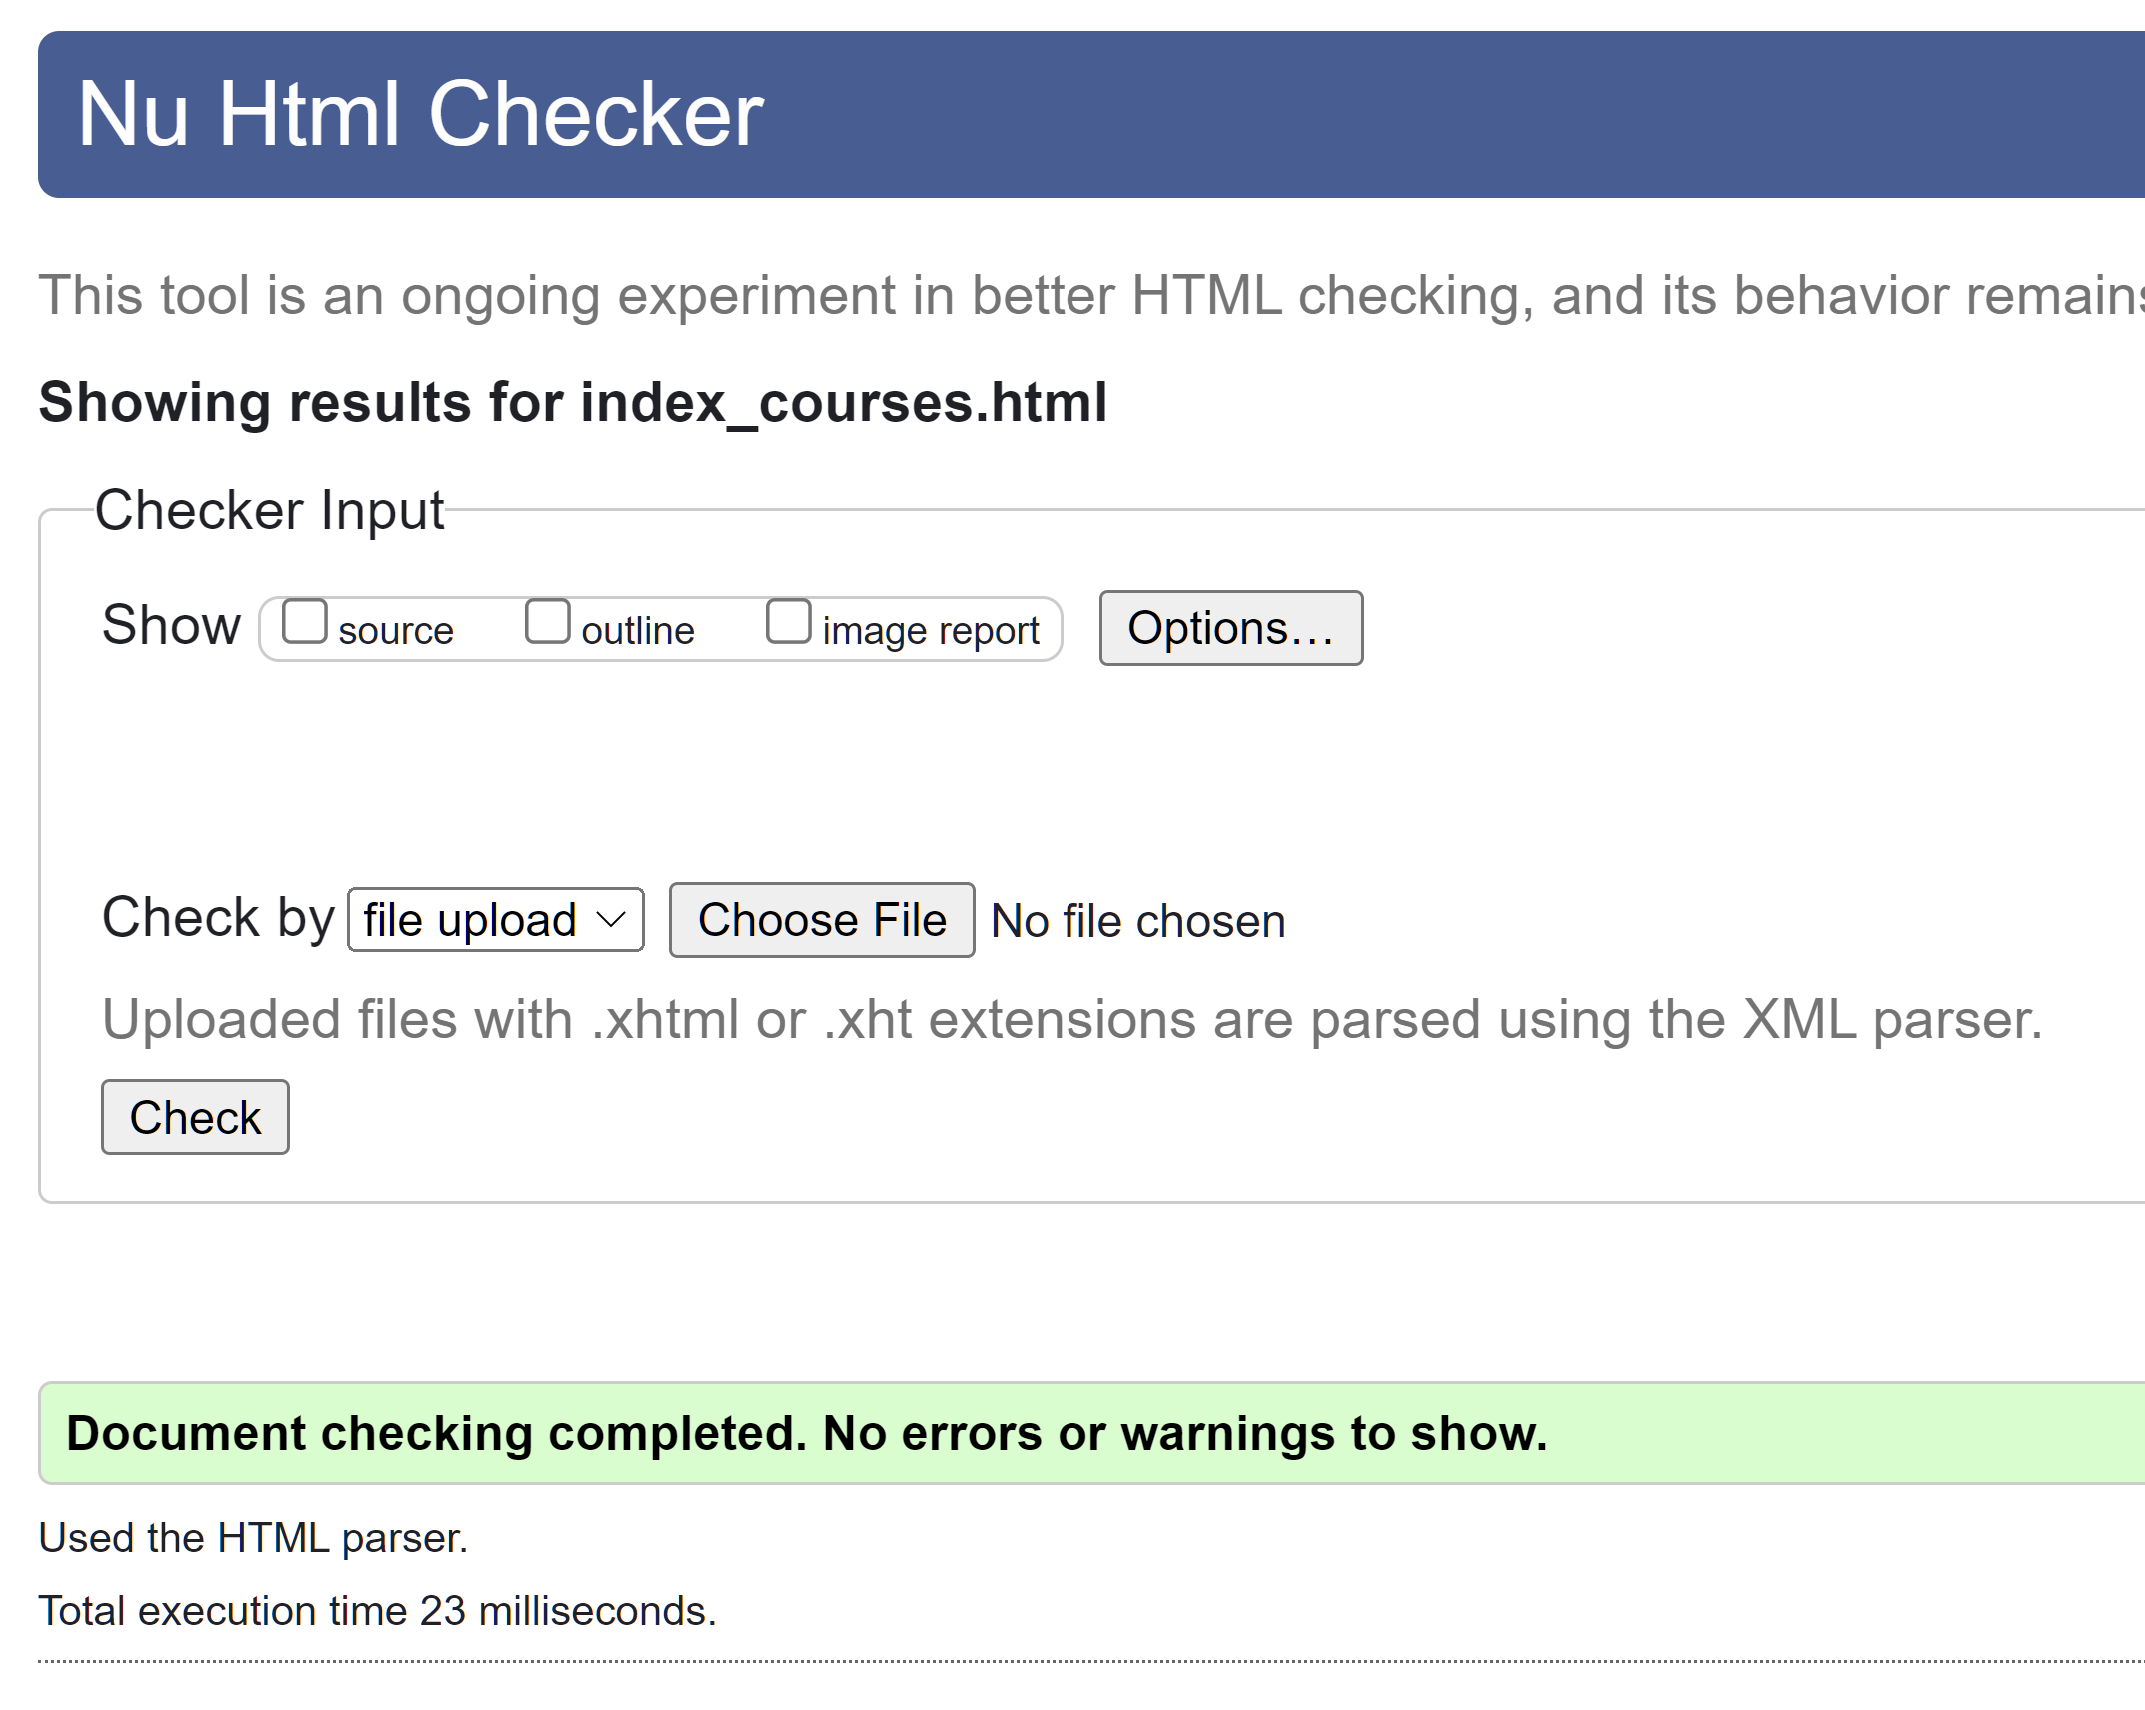 Nu Html Checker
This tool is an ongoing experiment in better HTML checking, and its behavior remains
Showing results for index_courses.html
Checker Input
Show source outline image report Options…
Check by file upload Choose File No file chosen
Uploaded files with .xhtml or .xht extensions are parsed using the XML parser.
Check
Document checking completed. No errors or warnings to show.
Used the HTML parser.
Total execution time 23 milliseconds.